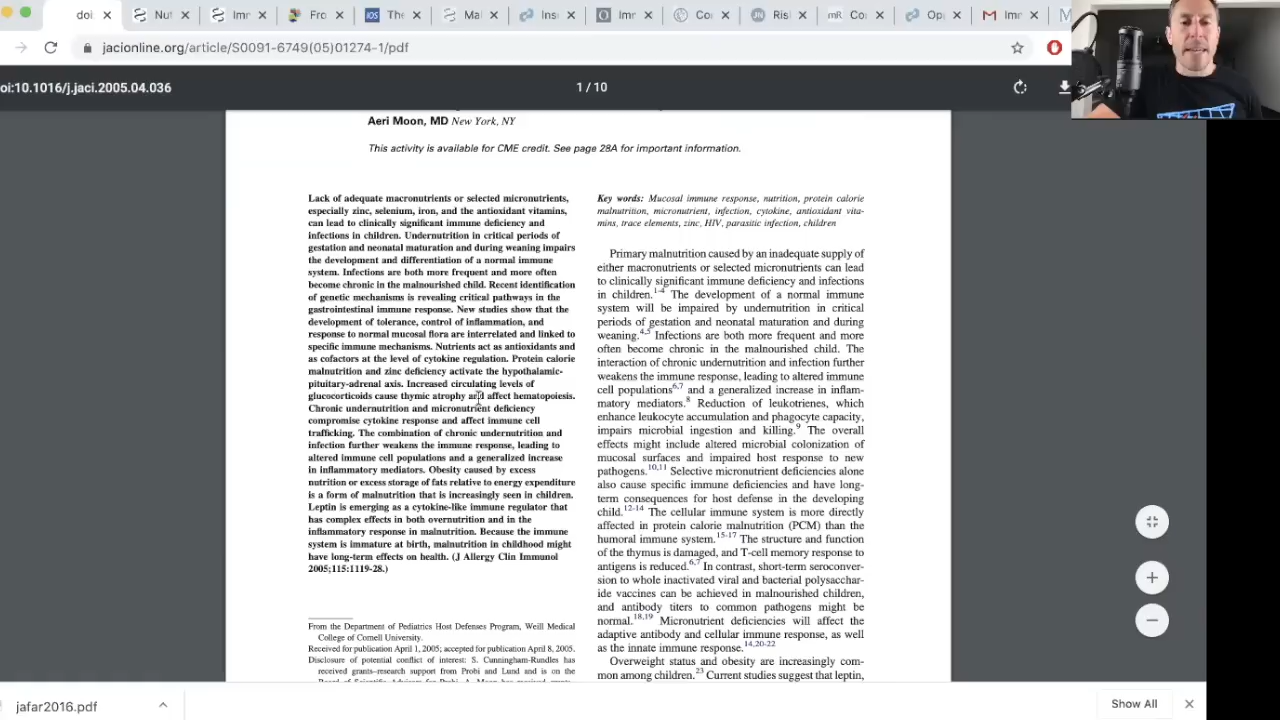 doi
Nut
Imr
Fro
The
Ma
Ins
Imr
Co
Ris
Co
Op
Imr
jacionline.org/article/S0091-6749(05)01274-1/pdf
oi:10.1016/j.jaci.2005.04.036
1 / 10
Aeri Moon, MD New York, NY
This activity is available for CME credit. See page 28A for important information.
Lack of adequate macronutrients or selected micronutrients,
especially zinc, selenium, iron, and the antioxidant vitamins,
can lead to clinically significant immune deficiency and
infections in children. Undernutrition in critical periods of
gestation and neonatal maturation and during weaning impairs
the development and differentiation of a normal immune
system. Infections are both more frequent and more often
become chronic in the malnourished child. Recent identification
of genetic mechanisms is revealing critical pathways in the
gastrointestinal immune response. New studies show that the
development of tolerance, control of inflammation, and
response to normal mucosal flora are interrelated and linked to
specific immune mechanisms. Nutrients act as antioxidants and
as cofactors at the level of cytokine regulation. Protein calorie
malnutrition and zinc deficiency activate the hypothalamic-
pituitary-adrenal axis. Increased circulating levels of
glucocorticoids cause thymic atrophy and affect hematopoiesis.
Chronic undernutrition and micronutrient deficiency
compromise cytokine response and affect immune cell
trafficking. The combination of chronic undernutrition and
infection further weakens the immune response, leading to
altered immune cell populations and a generalized increase
in inflammatory mediators. Obesity caused by excess
nutrition or excess storage of fats relative to energy expenditure
is a form of malnutrition that is increasingly seen in children.
Leptin is emerging as a cytokine-like immune regulator that
has complex effects in both overnutrition and in the
inflammatory response in malnutrition. Because the immune
system is immature at birth, malnutrition in childhood might
have long-term effects on health. (J Allergy Clin Immunol
2005;115:1119-28.)
From the Department of Pediatrics Host Defenses Program, Weill Medical
College of Cornell University.
Received for publication April 1, 2005; accepted for publication April 8, 2005.
Disclosure of potential conflict of interest: S. Cunningham-Rundles has
received grants–research support from Probi and Lund and is on the
Key words: Mucosal immune response, nutrition, protein calorie
malnutrition, micronutrient, infection, cytokine, antioxidant vita-
mins, trace elements, zinc, HIV, parasitic infection, children
Primary malnutrition caused by an inadequate supply of
either macronutrients or selected micronutrients can lead
to clinically significant immune deficiency and infections
in children.1-4 The development of a normal immune
system will be impaired by undernutrition in critical
periods of gestation and neonatal maturation and during
weaning.4,5 Infections are both more frequent and more
often become chronic in the malnourished child. The
interaction of chronic undernutrition and infection further
weakens the immune response, leading to altered immune
cell populations6,7 and a generalized increase in inflam-
matory mediators.8 Reduction of leukotrienes, which
enhance leukocyte accumulation and phagocyte capacity,
impairs microbial ingestion and killing.9 The overall
effects might include altered microbial colonization of
mucosal surfaces and impaired host response to new
pathogens.10,11 Selective micronutrient deficiencies alone
also cause specific immune deficiencies and have long-
term consequences for host defense in the developing
child.12-14 The cellular immune system is more directly
affected in protein calorie malnutrition (PCM) than the
humoral immune system.15-17 The structure and function
of the thymus is damaged, and T-cell memory response to
antigens is reduced.6,7 In contrast, short-term seroconver-
sion to whole inactivated viral and bacterial polysacchar-
ide vaccines can be achieved in malnourished children,
and antibody titers to common pathogens might be
normal.18,19 Micronutrient deficiencies will affect the
adaptive antibody and cellular immune response, as well
as the innate immune response.14,20-22
Overweight status and obesity are increasingly com-
mon among children.23 Current studies suggest that leptin,
jafar2016.pdf
Show All